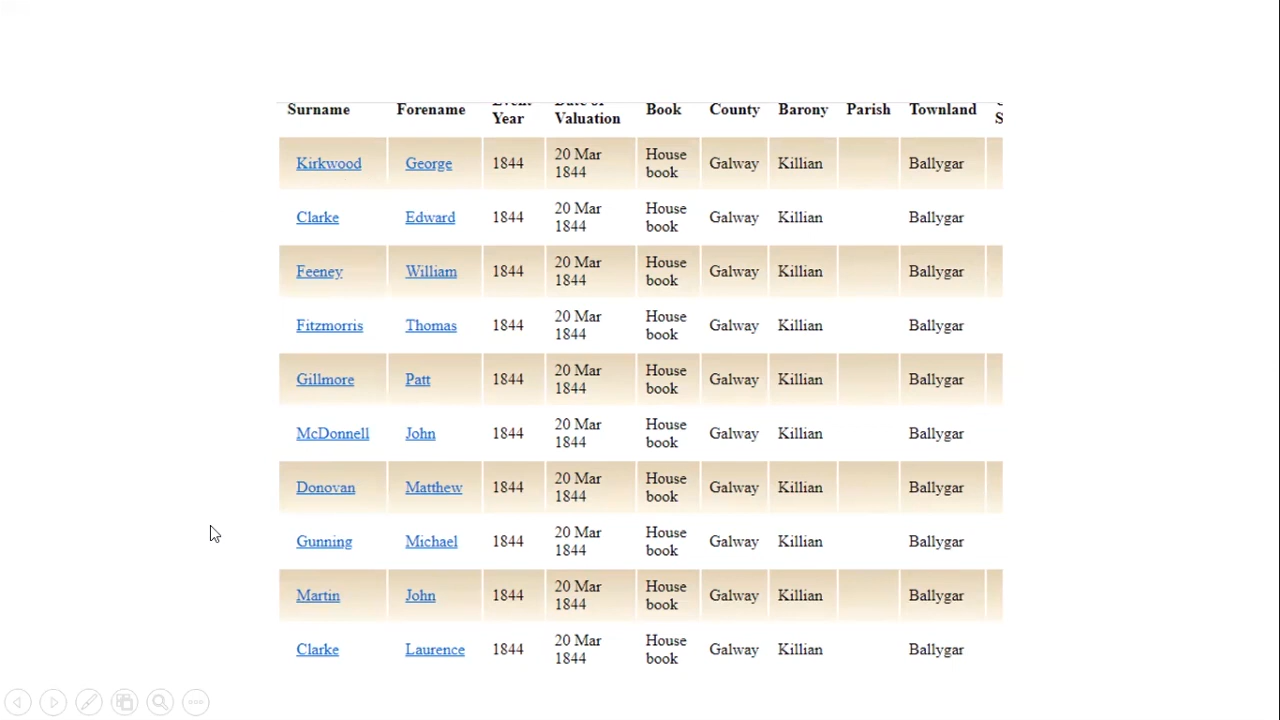 Surname Forename Event Year Date of Valuation Book County Barony Parish Townland S
Kirkwood George 1844 20 Mar 1844 House book Galway Killian Ballygar
Clarke Edward 1844 20 Mar 1844 House book Galway Killian Ballygar
Feeney William 1844 20 Mar 1844 House book Galway Killian Ballygar
Fitzmorris Thomas 1844 20 Mar 1844 House book Galway Killian Ballygar
Gillmore Patt 1844 20 Mar 1844 House book Galway Killian Ballygar
McDonnell John 1844 20 Mar 1844 House book Galway Killian Ballygar
Donovan Matthew 1844 20 Mar 1844 House book Galway Killian Ballygar
Gunning Michael 1844 20 Mar 1844 House book Galway Killian Ballygar
Martin John 1844 20 Mar 1844 House book Galway Killian Ballygar
Clarke Laurence 1844 20 Mar 1844 House book Galway Killian Ballygar